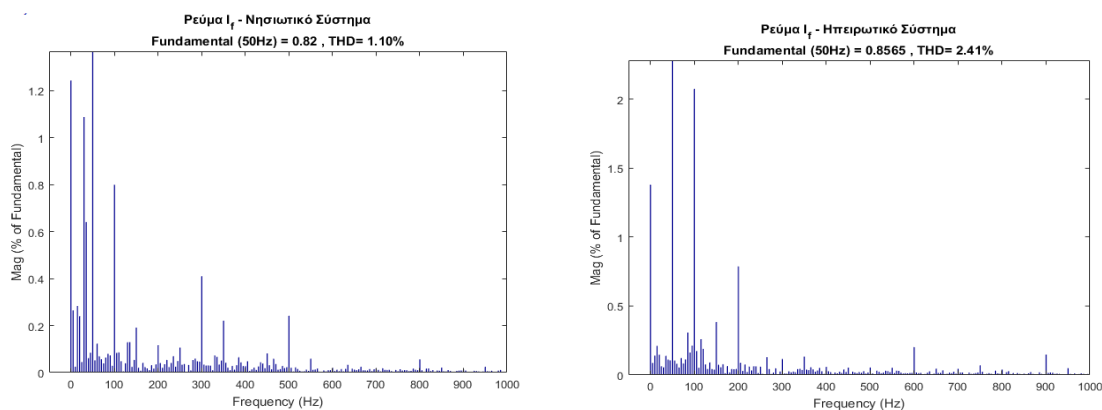 Ρεύμα I_f - Νησιωτικό Σύστημα
Fundamental (50Hz) = 0.82 , THD= 1.10%
Mag (% of Fundamental)
1.2
1
0.8
0.6
0.4
0.2
0
0 100 200 300 400 500 600 700 800 900 1000
Frequency (Hz)
Ρεύμα I_f - Ηπειρωτικό Σύστημα
Fundamental (50Hz) = 0.8565 , THD= 2.41%
Mag (% of Fundamental)
2
1.5
1
0.5
0
0 100 200 300 400 500 600 700 800 900 1000
Frequency (Hz)